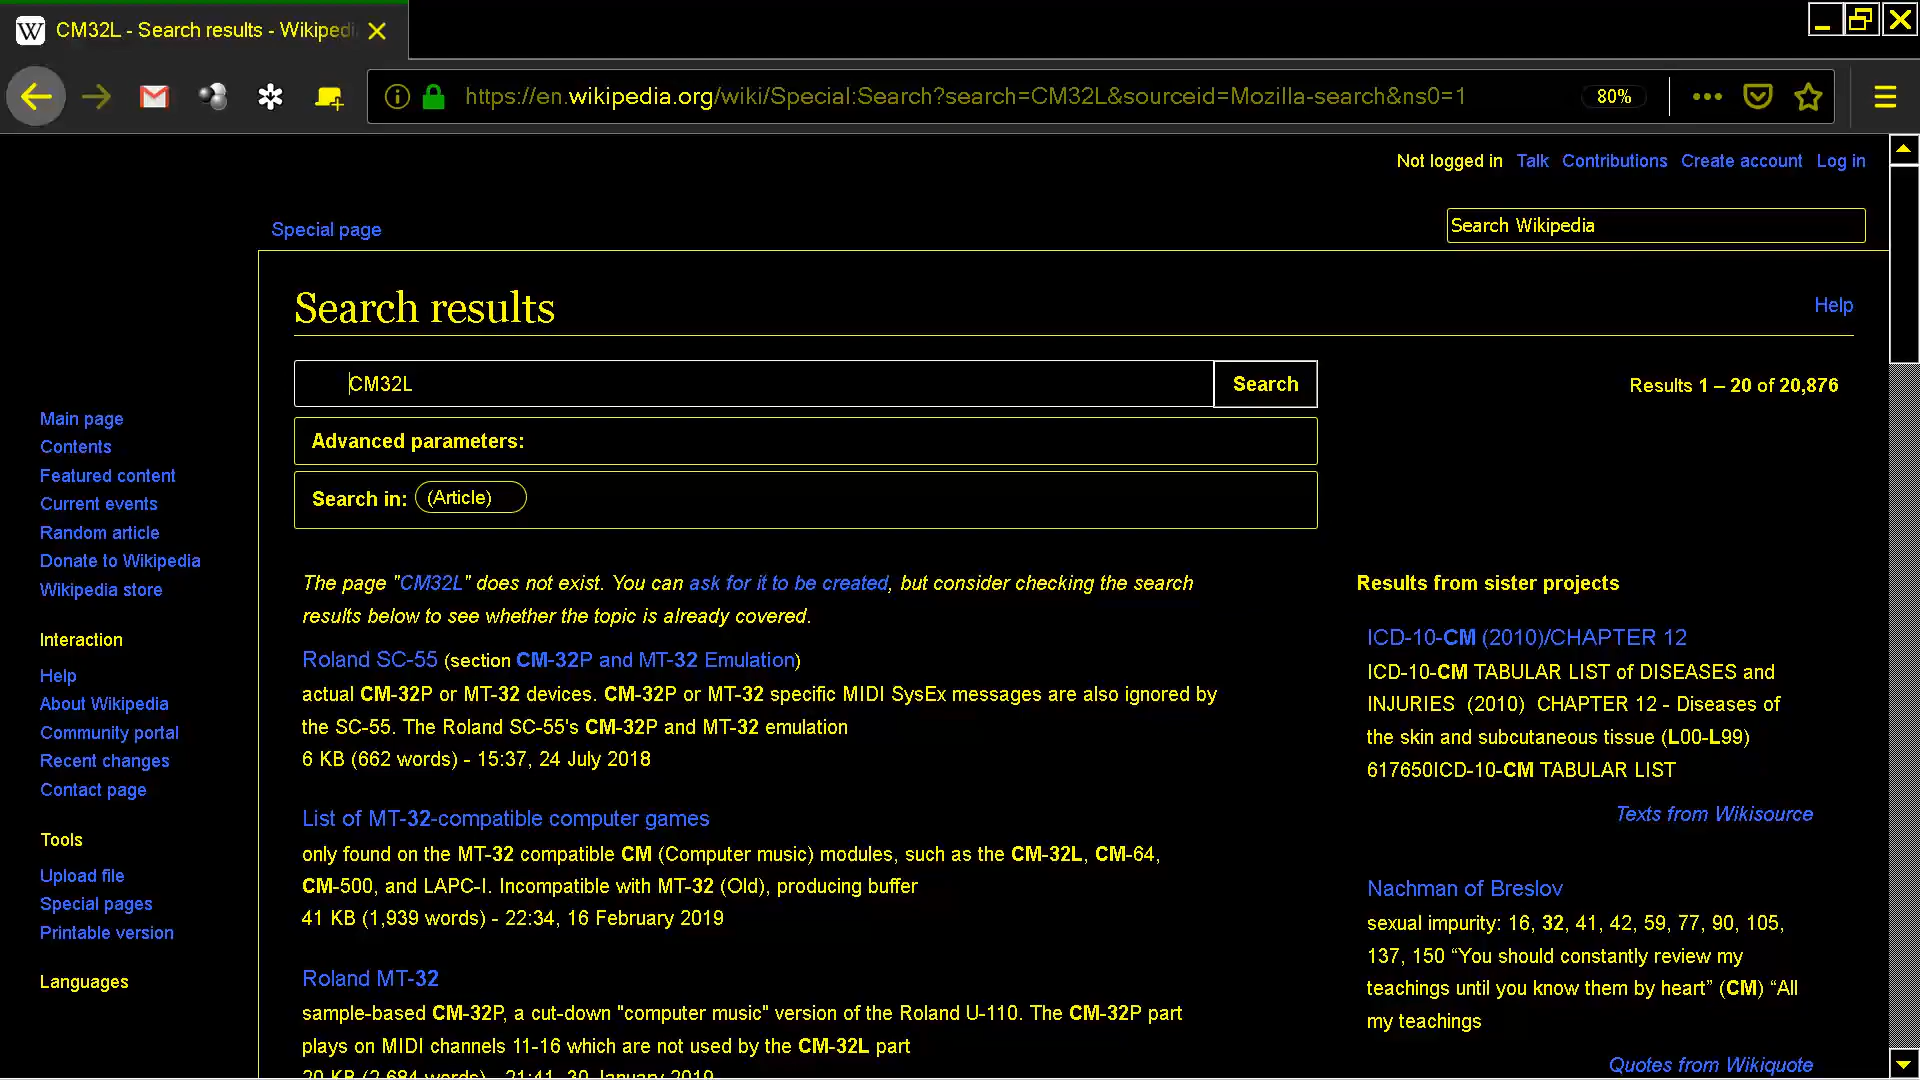 CM32L - Search results - Wikipedi
https://en.wikipedia.org/wiki/Special:Search?search=CM32L&sourceid=Mozilla-search&ns0=1
80%
Not logged in Talk Contributions Create account Log in
Special page
Search Wikipedia
Search results
Help
CM32L
Search
Results 1 – 20 of 20,876
Advanced parameters:
Search in: (Article)
Main page
Contents
Featured content
Current events
Random article
Donate to Wikipedia
Wikipedia store
Interaction
Help
About Wikipedia
Community portal
Recent changes
Contact page
Tools
Upload file
Special pages
Printable version
Languages
The page "CM32L" does not exist. You can ask for it to be created, but consider checking the search
results below to see whether the topic is already covered.
Roland SC-55 (section CM-32P and MT-32 Emulation)
actual CM-32P or MT-32 devices. CM-32P or MT-32 specific MIDI SysEx messages are also ignored by
the SC-55. The Roland SC-55's CM-32P and MT-32 emulation
6 KB (662 words) - 15:37, 24 July 2018
List of MT-32-compatible computer games
only found on the MT-32 compatible CM (Computer music) modules, such as the CM-32L, CM-64,
CM-500, and LAPC-I. Incompatible with MT-32 (Old), producing buffer
41 KB (1,939 words) - 22:34, 16 February 2019
Roland MT-32
sample-based CM-32P, a cut-down "computer music" version of the Roland U-110. The CM-32P part
plays on MIDI channels 11-16 which are not used by the CM-32L part
20 KB (2,684 words) - 21:41, 30 January 2019
Results from sister projects
ICD-10-CM (2010)/CHAPTER 12
ICD-10-CM TABULAR LIST of DISEASES and
INJURIES (2010) CHAPTER 12 - Diseases of
the skin and subcutaneous tissue (L00-L99)
617650ICD-10-CM TABULAR LIST
Texts from Wikisource
Nachman of Breslov
sexual impurity: 16, 32, 41, 42, 59, 77, 90, 105,
137, 150 “You should constantly review my
teachings until you know them by heart” (CM) “All
my teachings
Quotes from Wikiquote